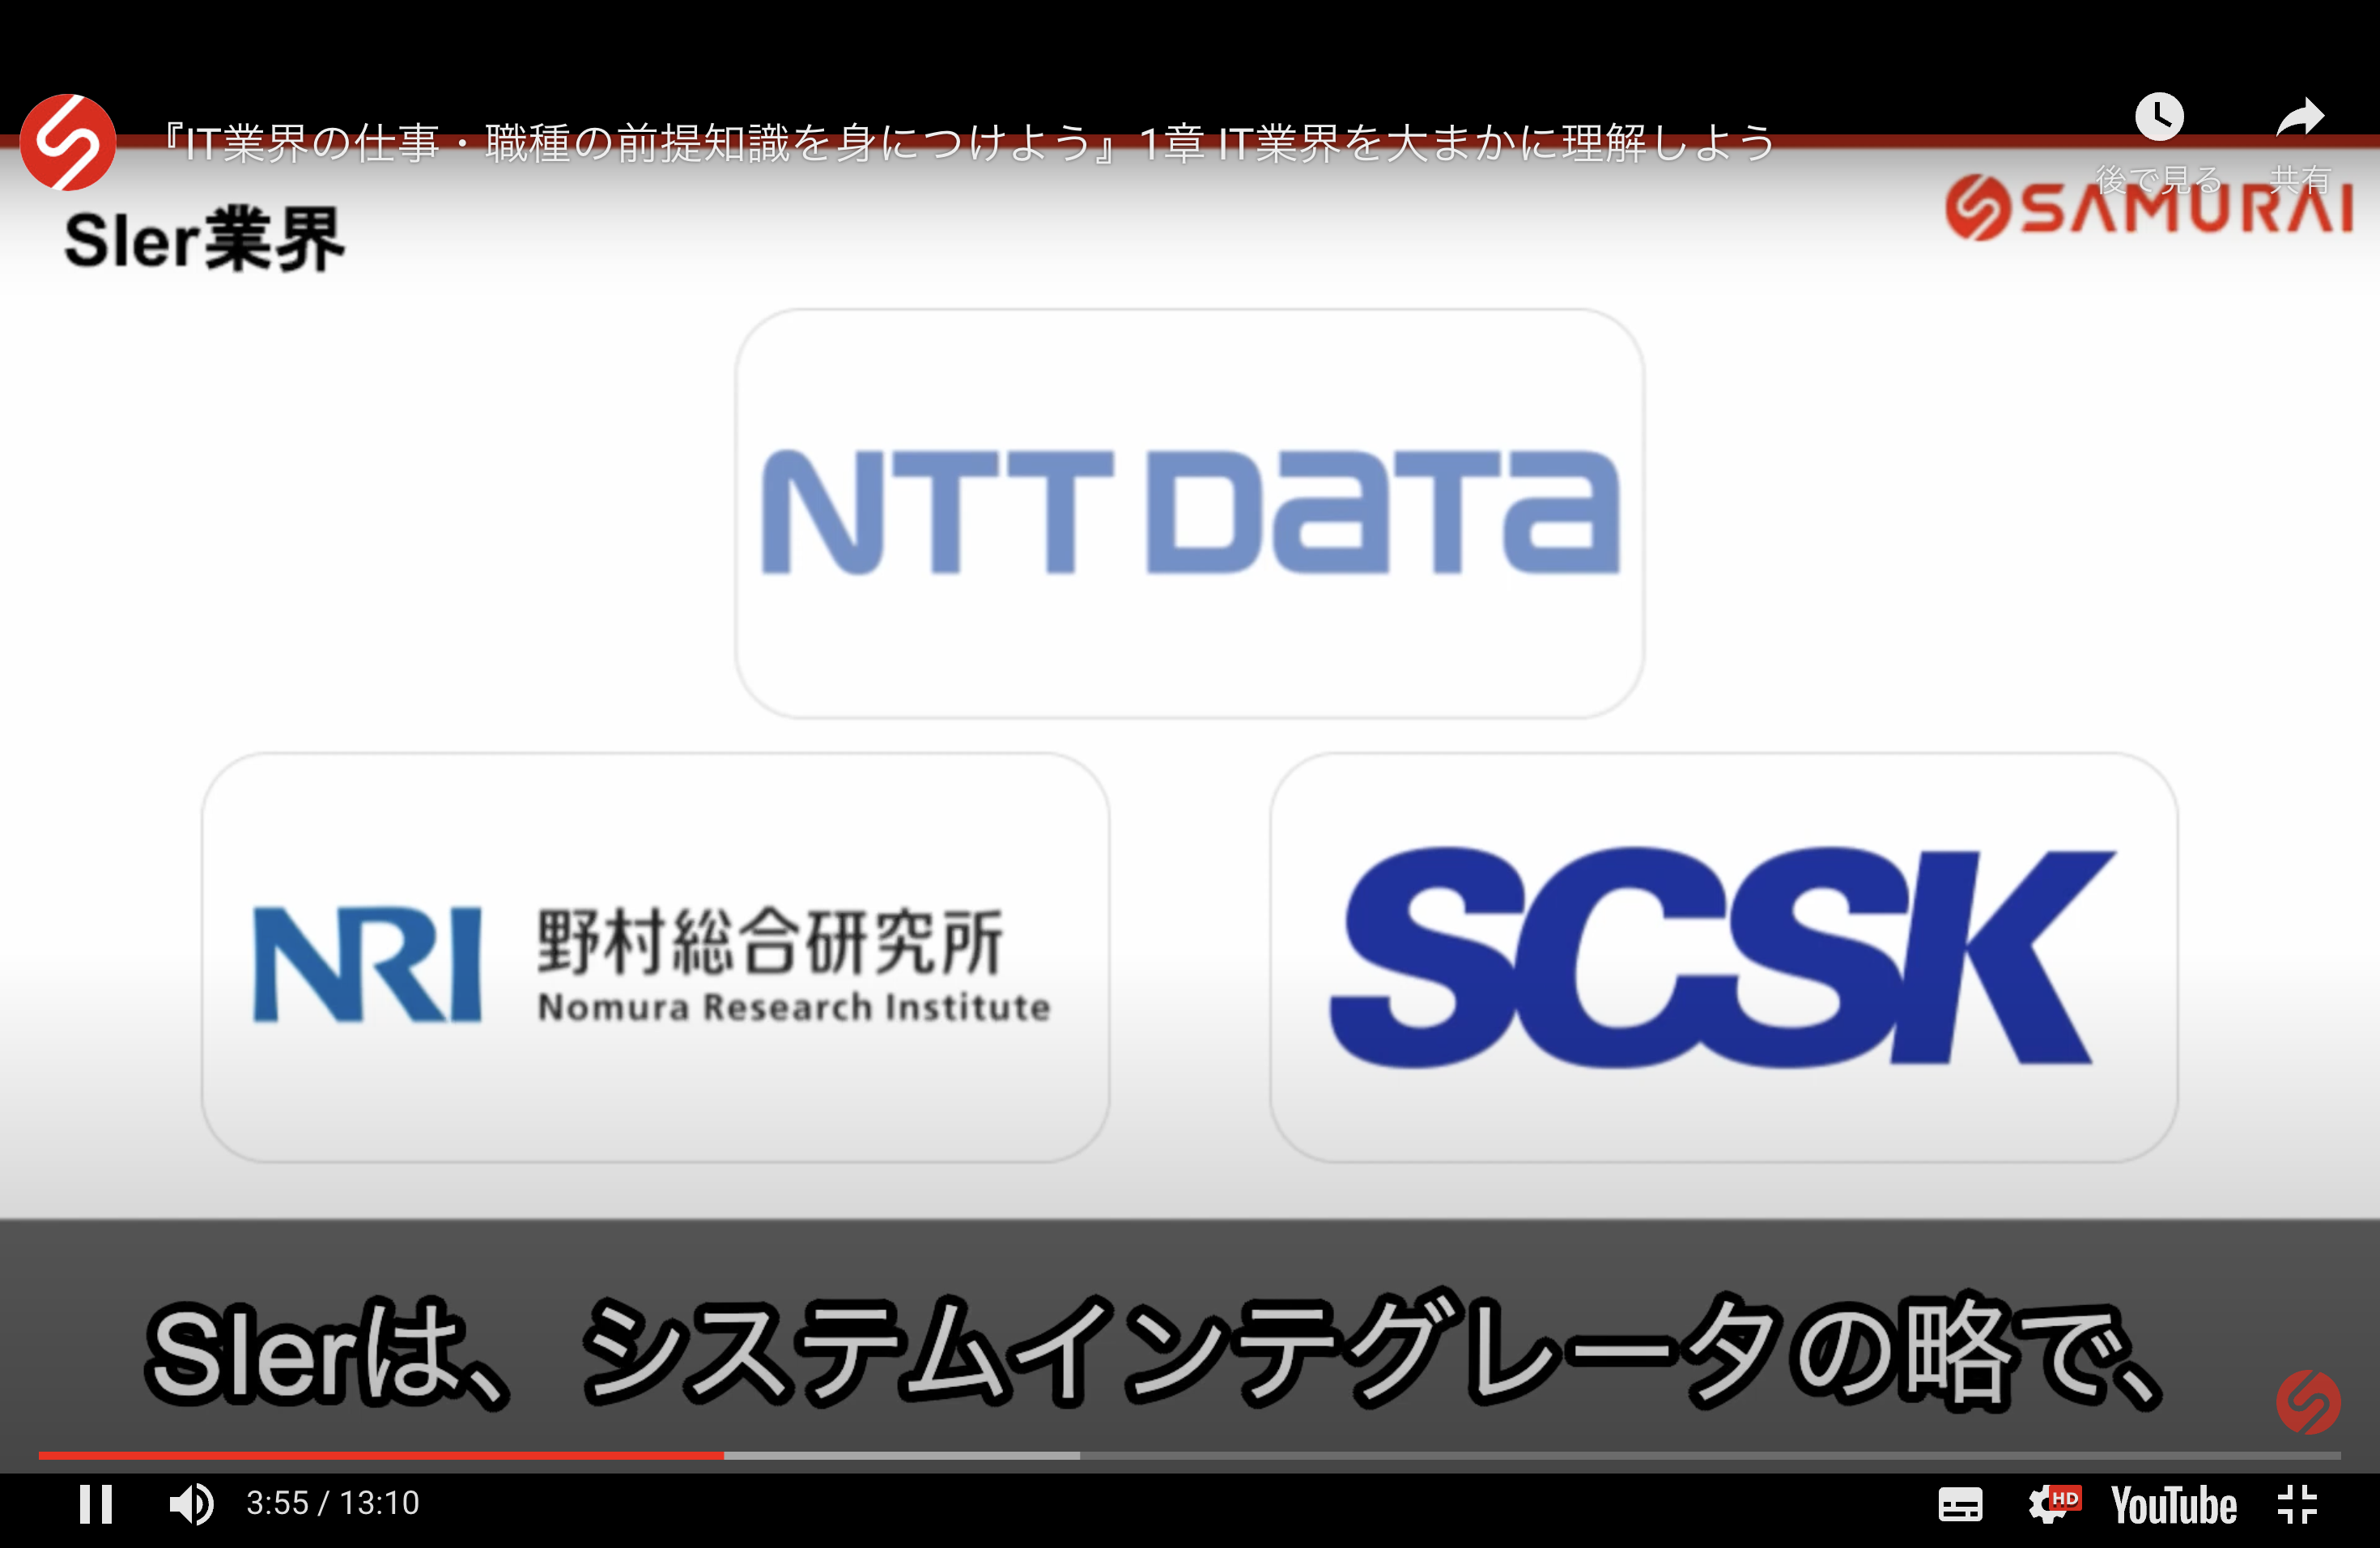 『IT業界の仕事・職種の前提知識を身につけよう』1章 IT業界を大まかに理解しよう
後で見る
共有
SIer業界
SAMURAI
NTT DATA
NRI
野村総合研究所
Nomura Research Institute
SCSK
SIerは、システムインテグレータの略で、
3:55 / 13:10
HD
YouTube